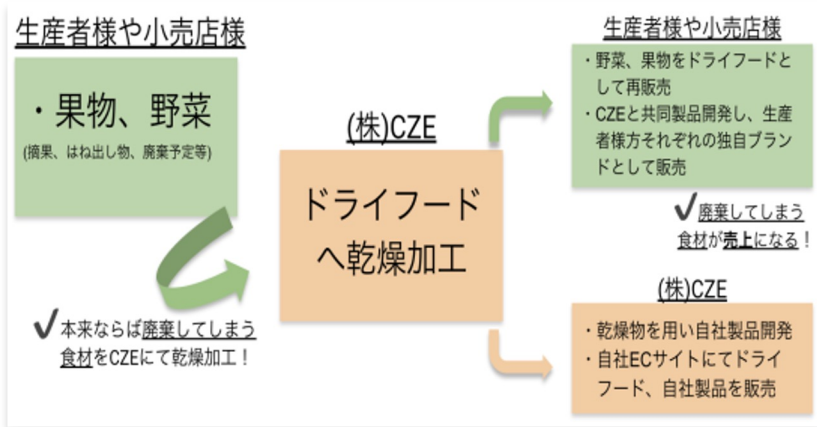 生産者様や小売店様
・果物、野菜
(摘果、はね出し物、廃棄予定等)
✔本来ならば廃棄してしまう
食材をCZEにて乾燥加工！
(株)CZE
ドライフード
へ乾燥加工
生産者様や小売店様
・野菜、果物をドライフードと
して再販売
・CZEと共同製品開発し、生産
者様方それぞれの独自ブラン
ドとして販売
✔廃棄してしまう
食材が売上になる！
(株)CZE
・乾燥物を用い自社製品開発
・自社ECサイトにてドライ
フード、自社製品を販売